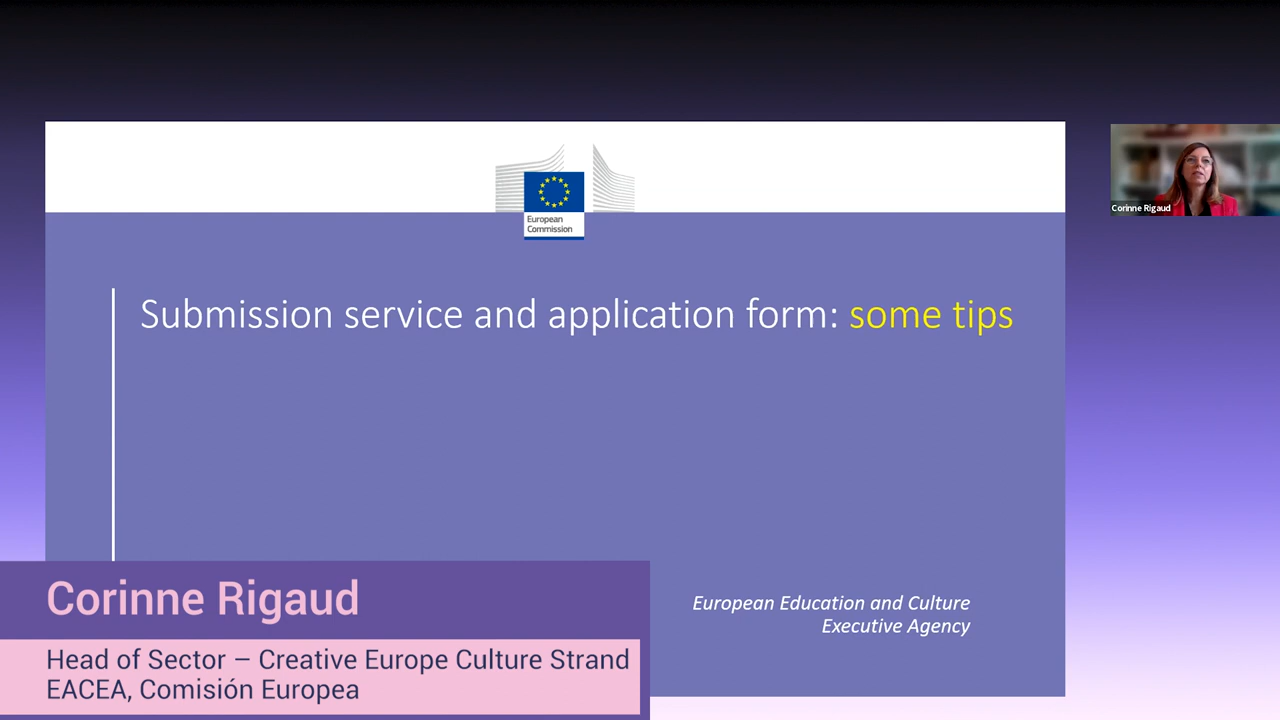 European
Commission
Corinne Rigaud
Submission service and application form: some tips
European Education and Culture
Executive Agency
Corinne Rigaud
Head of Sector – Creative Europe Culture Strand
EACEA, Comisión Europea